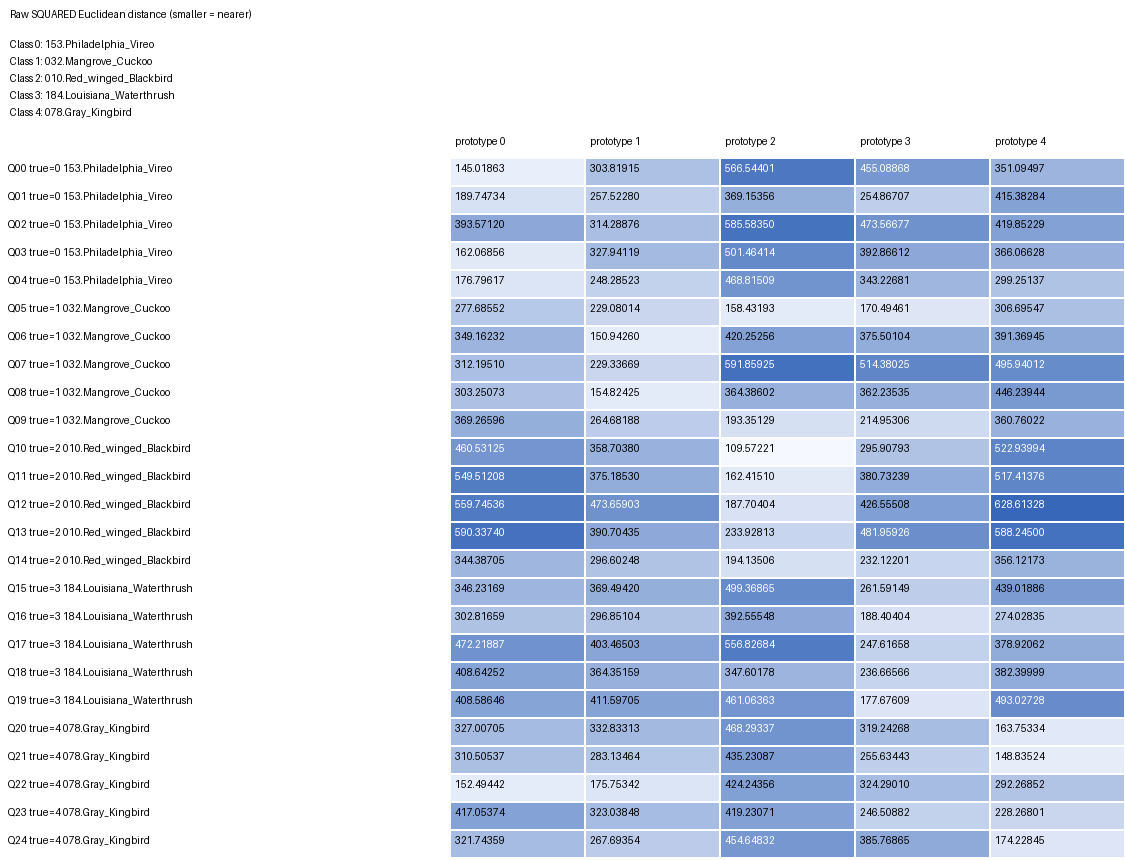 Raw SQUARED Euclidean distance (smaller = nearer)
Class 0: 153.Philadelphia_Vireo
Class 1: 032.Mangrove_Cuckoo
Class 2: 010.Red_winged_Blackbird
Class 3: 184.Louisiana_Waterthrush
Class 4: 078.Gray_Kingbird
prototype 0 prototype 1 prototype 2 prototype 3 prototype 4
Q00 true=0 153.Philadelphia_Vireo 145.01863 303.81915 566.54401 455.08868 351.09497
Q01 true=0 153.Philadelphia_Vireo 189.74734 257.52280 369.15356 254.86707 415.38284
Q02 true=0 153.Philadelphia_Vireo 393.57120 314.28876 585.58350 473.56677 419.85229
Q03 true=0 153.Philadelphia_Vireo 162.06856 327.94119 501.46414 392.86612 366.06628
Q04 true=0 153.Philadelphia_Vireo 176.79617 248.28523 468.81509 343.22681 299.25137
Q05 true=1 032.Mangrove_Cuckoo 277.68552 229.08014 158.43193 170.49461 306.69547
Q06 true=1 032.Mangrove_Cuckoo 349.16232 150.94260 420.25256 375.50104 391.36945
Q07 true=1 032.Mangrove_Cuckoo 312.19510 229.33669 591.85925 514.38025 495.94012
Q08 true=1 032.Mangrove_Cuckoo 303.25073 154.82425 364.38602 362.23535 446.23944
Q09 true=1 032.Mangrove_Cuckoo 369.26596 264.68188 193.35129 214.95306 360.76022
Q10 true=2 010.Red_winged_Blackbird 460.53125 358.70380 109.57221 295.90793 522.93994
Q11 true=2 010.Red_winged_Blackbird 549.51208 375.18530 162.41510 380.73239 517.41376
Q12 true=2 010.Red_winged_Blackbird 559.74536 473.65903 187.70404 426.55508 628.61328
Q13 true=2 010.Red_winged_Blackbird 590.33740 390.70435 233.92813 481.95926 588.24500
Q14 true=2 010.Red_winged_Blackbird 344.38705 296.60248 194.13506 232.12201 356.12173
Q15 true=3 184.Louisiana_Waterthrush 346.23169 369.49420 499.36865 261.59149 439.01886
Q16 true=3 184.Louisiana_Waterthrush 302.81659 296.85104 392.55548 188.40404 274.02835
Q17 true=3 184.Louisiana_Waterthrush 472.21887 403.46503 556.82684 247.61658 378.92062
Q18 true=3 184.Louisiana_Waterthrush 408.64252 364.35159 347.60178 236.66566 382.39999
Q19 true=3 184.Louisiana_Waterthrush 408.58646 411.59705 461.06363 177.67609 493.02728
Q20 true=4 078.Gray_Kingbird 327.00705 332.83313 468.29337 319.24268 163.75334
Q21 true=4 078.Gray_Kingbird 310.50537 283.13464 435.23087 255.63443 148.83524
Q22 true=4 078.Gray_Kingbird 152.49442 175.75342 424.24356 324.29010 292.26852
Q23 true=4 078.Gray_Kingbird 417.05374 323.03848 419.23071 246.50882 228.26801
Q24 true=4 078.Gray_Kingbird 321.74359 267.69354 454.64832 385.76865 174.22845